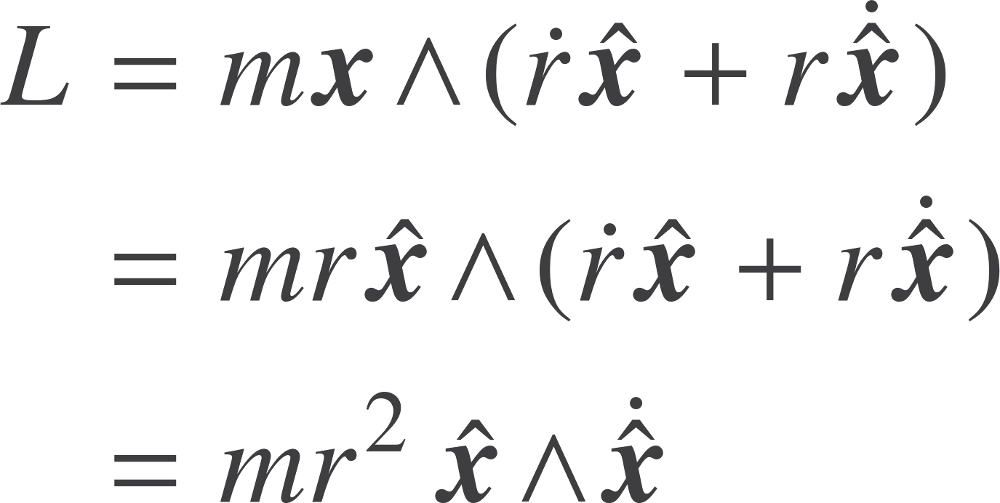 L = m𝒙 ∧ (ṙ𝒙̂ + r𝒙̂̇)
= mr𝒙̂ ∧ (ṙ𝒙̂ + r𝒙̂̇)
= mr² 𝒙̂ ∧ 𝒙̂̇